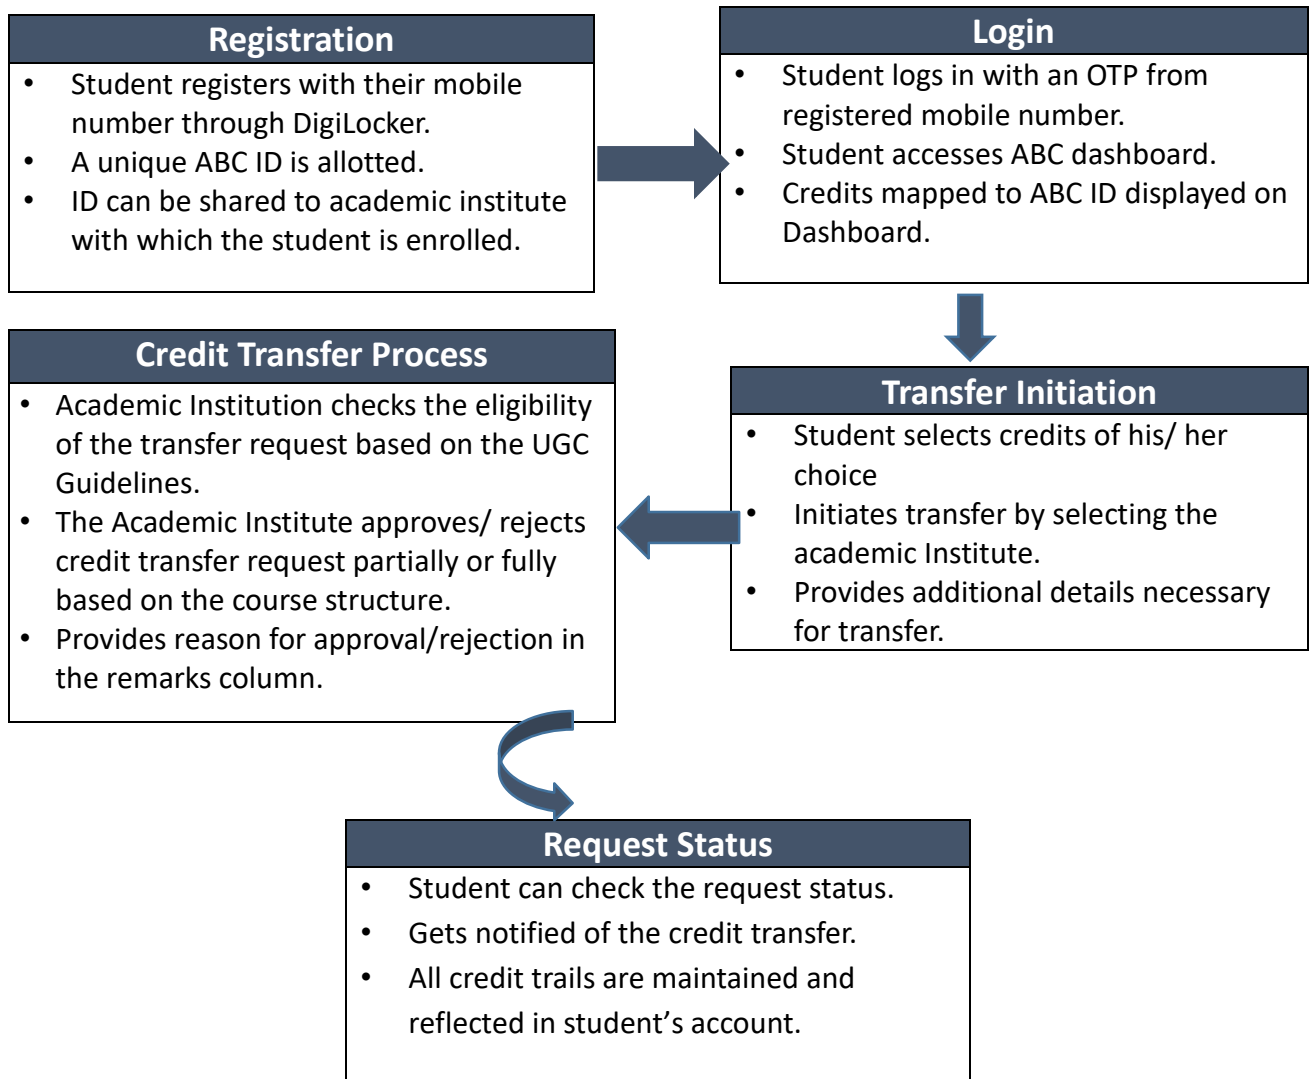 Registration
• Student registers with their mobile
number through DigiLocker.
• A unique ABC ID is allotted.
• ID can be shared to academic institute
with which the student is enrolled.
Login
• Student logs in with an OTP from
registered mobile number.
• Student accesses ABC dashboard.
• Credits mapped to ABC ID displayed on
Dashboard.
Transfer Initiation
• Student selects credits of his/ her
choice
• Initiates transfer by selecting the
academic Institute.
• Provides additional details necessary
for transfer.
Credit Transfer Process
• Academic Institution checks the eligibility
of the transfer request based on the UGC
Guidelines.
• The Academic Institute approves/ rejects
credit transfer request partially or fully
based on the course structure.
• Provides reason for approval/rejection in
the remarks column.
Request Status
• Student can check the request status.
• Gets notified of the credit transfer.
• All credit trails are maintained and
reflected in student’s account.